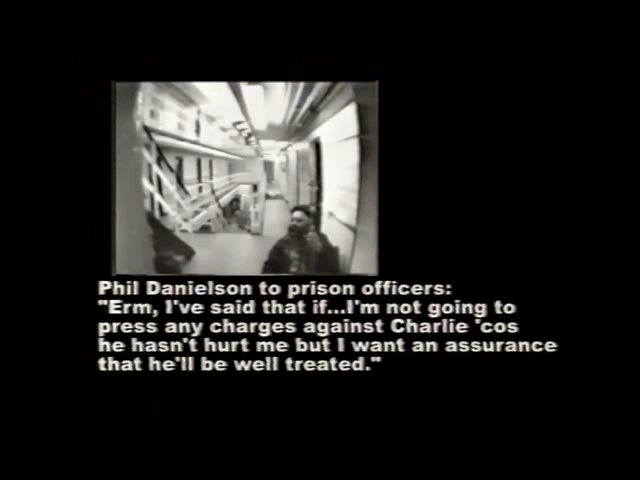 Phil Danielson to prison officers:
"Erm, I've said that if...I'm not going to
press any charges against Charlie 'cos
he hasn't hurt me but I want an assurance
that he'll be well treated."